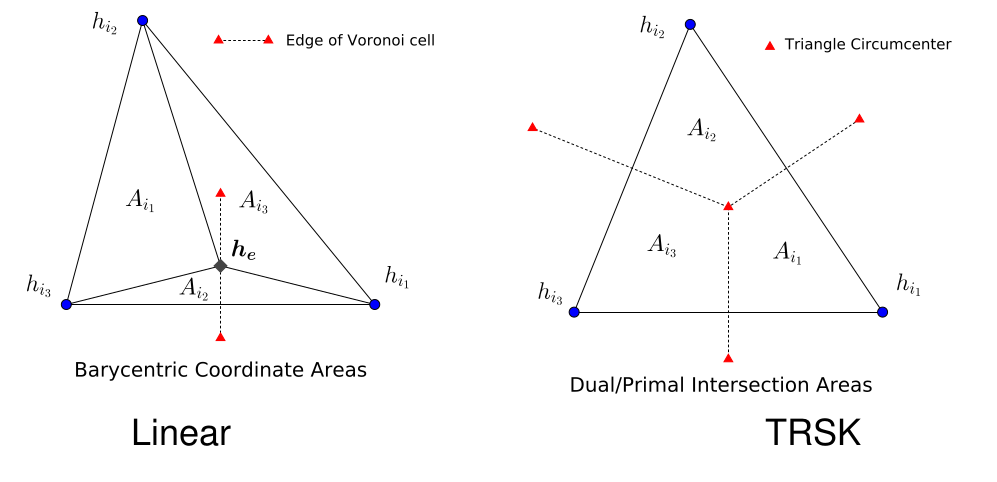 h_{i_2}
Edge of Voronoi cell
A_{i_1}
A_{i_3}
h_e
A_{i_2}
h_{i_3}
h_{i_1}
Barycentric Coordinate Areas
Linear
h_{i_2}
Triangle Circumcenter
A_{i_2}
A_{i_3}
A_{i_1}
h_{i_3}
h_{i_1}
Dual/Primal Intersection Areas
TRSK